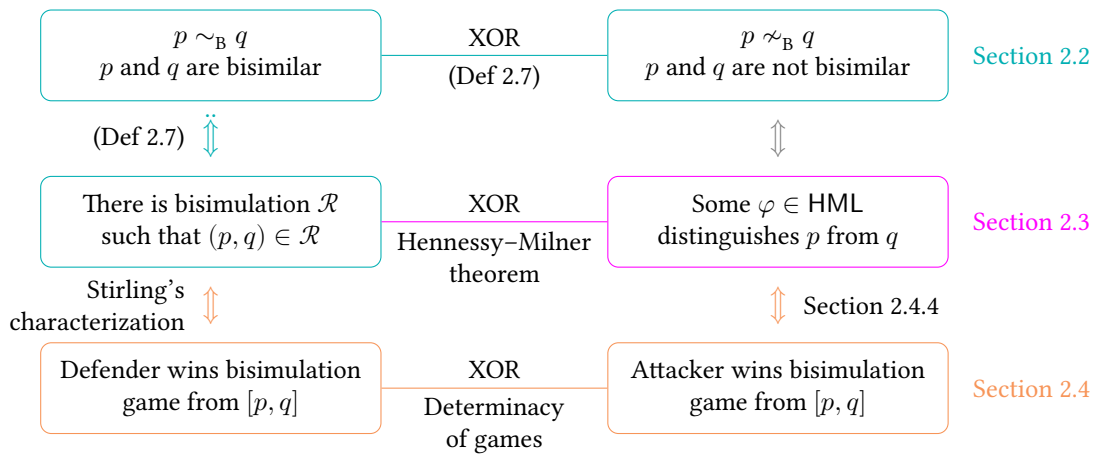 p ∼_B q
p and q are bisimilar
XOR
(Def 2.7)
p ≁_B q
p and q are not bisimilar
Section 2.2
(Def 2.7)
There is bisimulation ℛ
such that (p, q) ∈ ℛ
XOR
Hennessy–Milner
theorem
Some φ ∈ HML
distinguishes p from q
Section 2.3
Stirling's
characterization
Section 2.4.4
Defender wins bisimulation
game from [p, q]
XOR
Determinacy
of games
Attacker wins bisimulation
game from [p, q]
Section 2.4